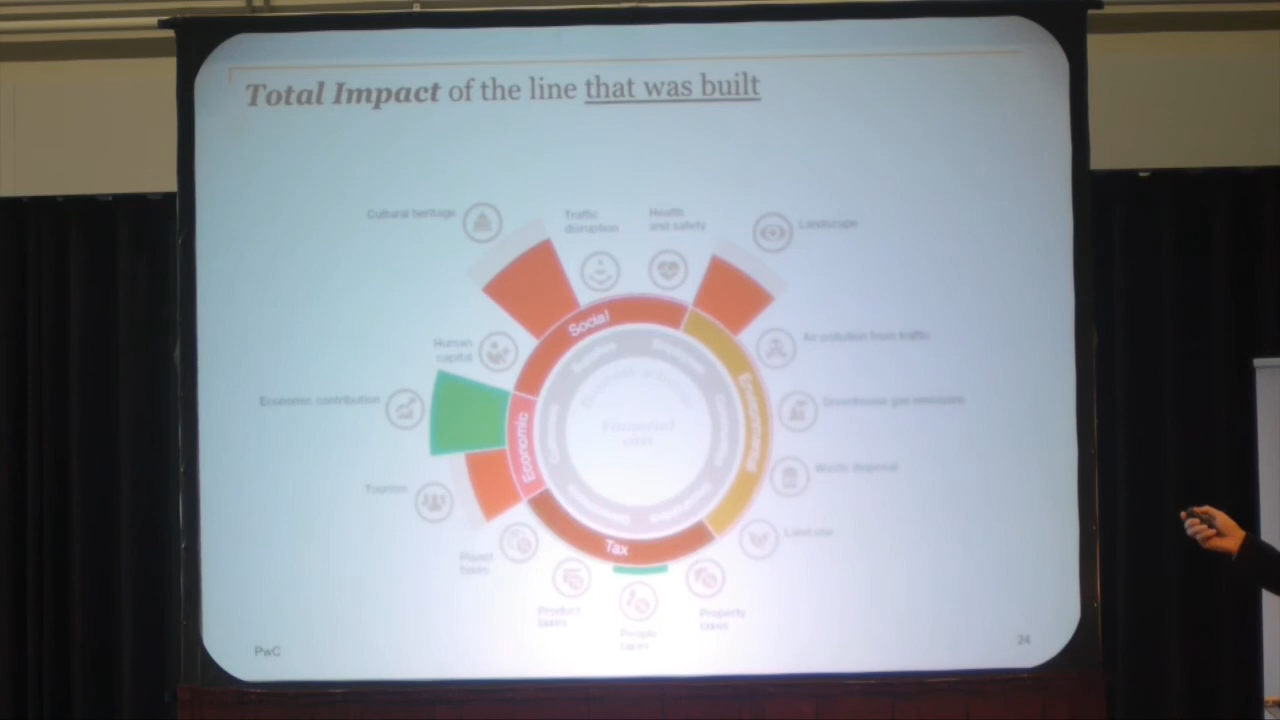 Total Impact of the line that was built
Cultural heritage
Traffic
disruption
Health
and safety
Landscape
Social
Human
capital
Air pollution from traffic
Economic contribution
Greenhouse gas emissions
Economic
Environmental
Financial
Waste disposal
Tourism
Land use
Tax
Planet
taxes
Product
taxes
People
taxes
Property
taxes
PwC
24